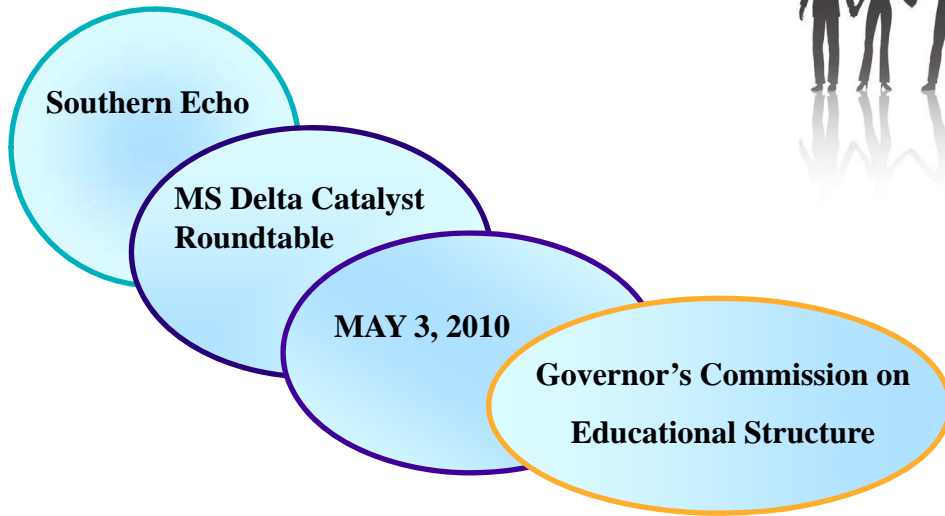 Southern Echo
MS Delta Catalyst
Roundtable
MAY 3, 2010
Governor’s Commission on
Educational Structure